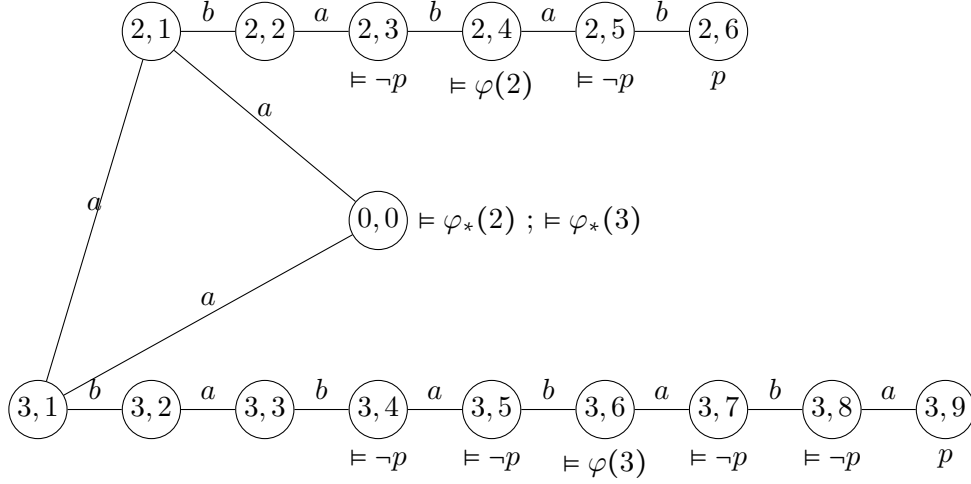 b a b a b
2,1 2,2 2,3 2,4 2,5 2,6
⊨ ¬p ⊨ φ(2) ⊨ ¬p p
a
a
0,0 ⊨ φ∗(2) ; ⊨ φ∗(3)
a
b a b a b a b a
3,1 3,2 3,3 3,4 3,5 3,6 3,7 3,8 3,9
⊨ ¬p ⊨ ¬p ⊨ φ(3) ⊨ ¬p ⊨ ¬p p